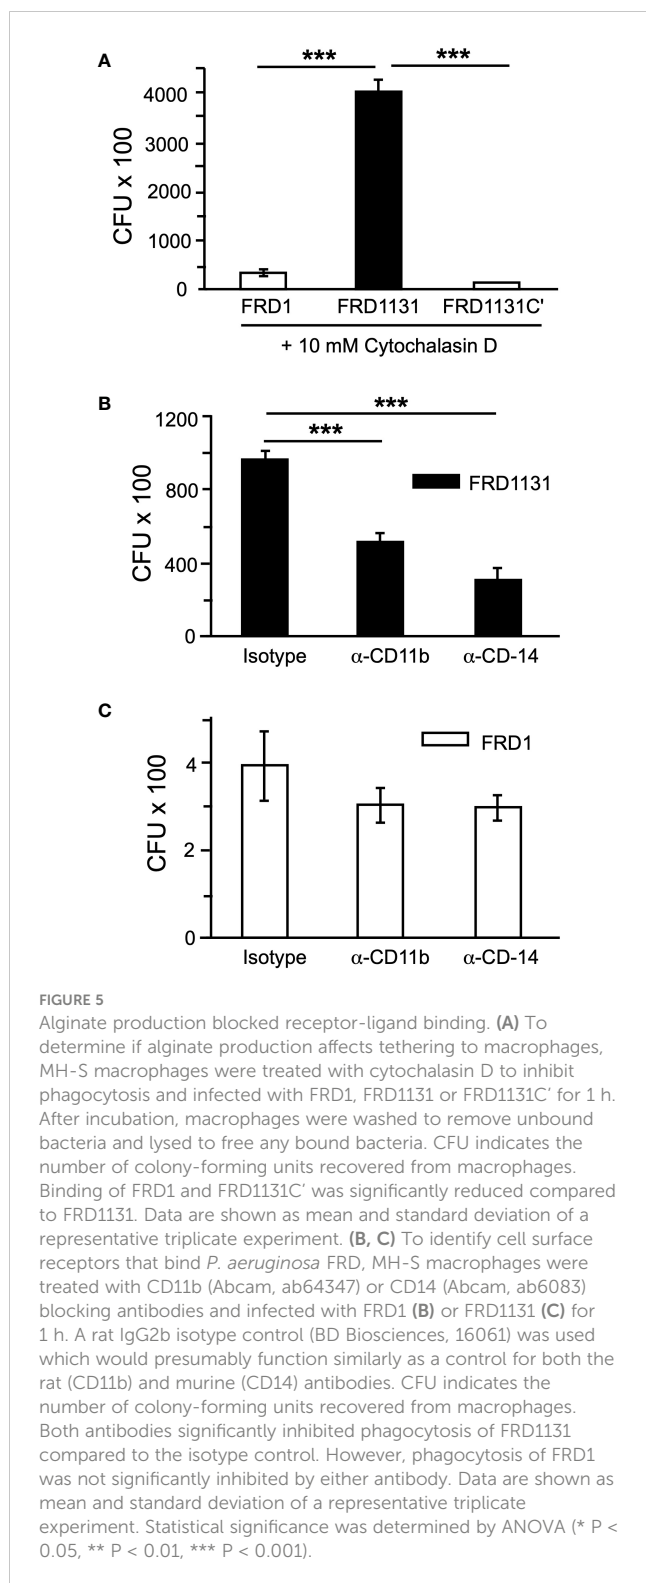 A
***
***
4000
3000
2000
1000
0
CFU x 100
FRD1
FRD1131
FRD1131C'
+ 10 mM Cytochalasin D
B
***
***
1200
800
400
0
CFU x 100
FRD1131
Isotype
α-CD11b
α-CD-14
C
4
2
0
CFU x 100
FRD1
Isotype
α-CD11b
α-CD-14
FIGURE 5
Alginate production blocked receptor-ligand binding. (A) To
determine if alginate production affects tethering to macrophages,
MH-S macrophages were treated with cytochalasin D to inhibit
phagocytosis and infected with FRD1, FRD1131 or FRD1131C’ for 1 h.
After incubation, macrophages were washed to remove unbound
bacteria and lysed to free any bound bacteria. CFU indicates the
number of colony-forming units recovered from macrophages.
Binding of FRD1 and FRD1131C’ was significantly reduced compared
to FRD1131. Data are shown as mean and standard deviation of a
representative triplicate experiment. (B, C) To identify cell surface
receptors that bind P. aeruginosa FRD, MH-S macrophages were
treated with CD11b (Abcam, ab64347) or CD14 (Abcam, ab6083)
blocking antibodies and infected with FRD1 (B) or FRD1131 (C) for
1 h. A rat IgG2b isotype control (BD Biosciences, 16061) was used
which would presumably function similarly as a control for both the
rat (CD11b) and murine (CD14) antibodies. CFU indicates the
number of colony-forming units recovered from macrophages.
Both antibodies significantly inhibited phagocytosis of FRD1131
compared to the isotype control. However, phagocytosis of FRD1
was not significantly inhibited by either antibody. Data are shown as
mean and standard deviation of a representative triplicate
experiment. Statistical significance was determined by ANOVA (* P <
0.05, ** P < 0.01, *** P < 0.001).